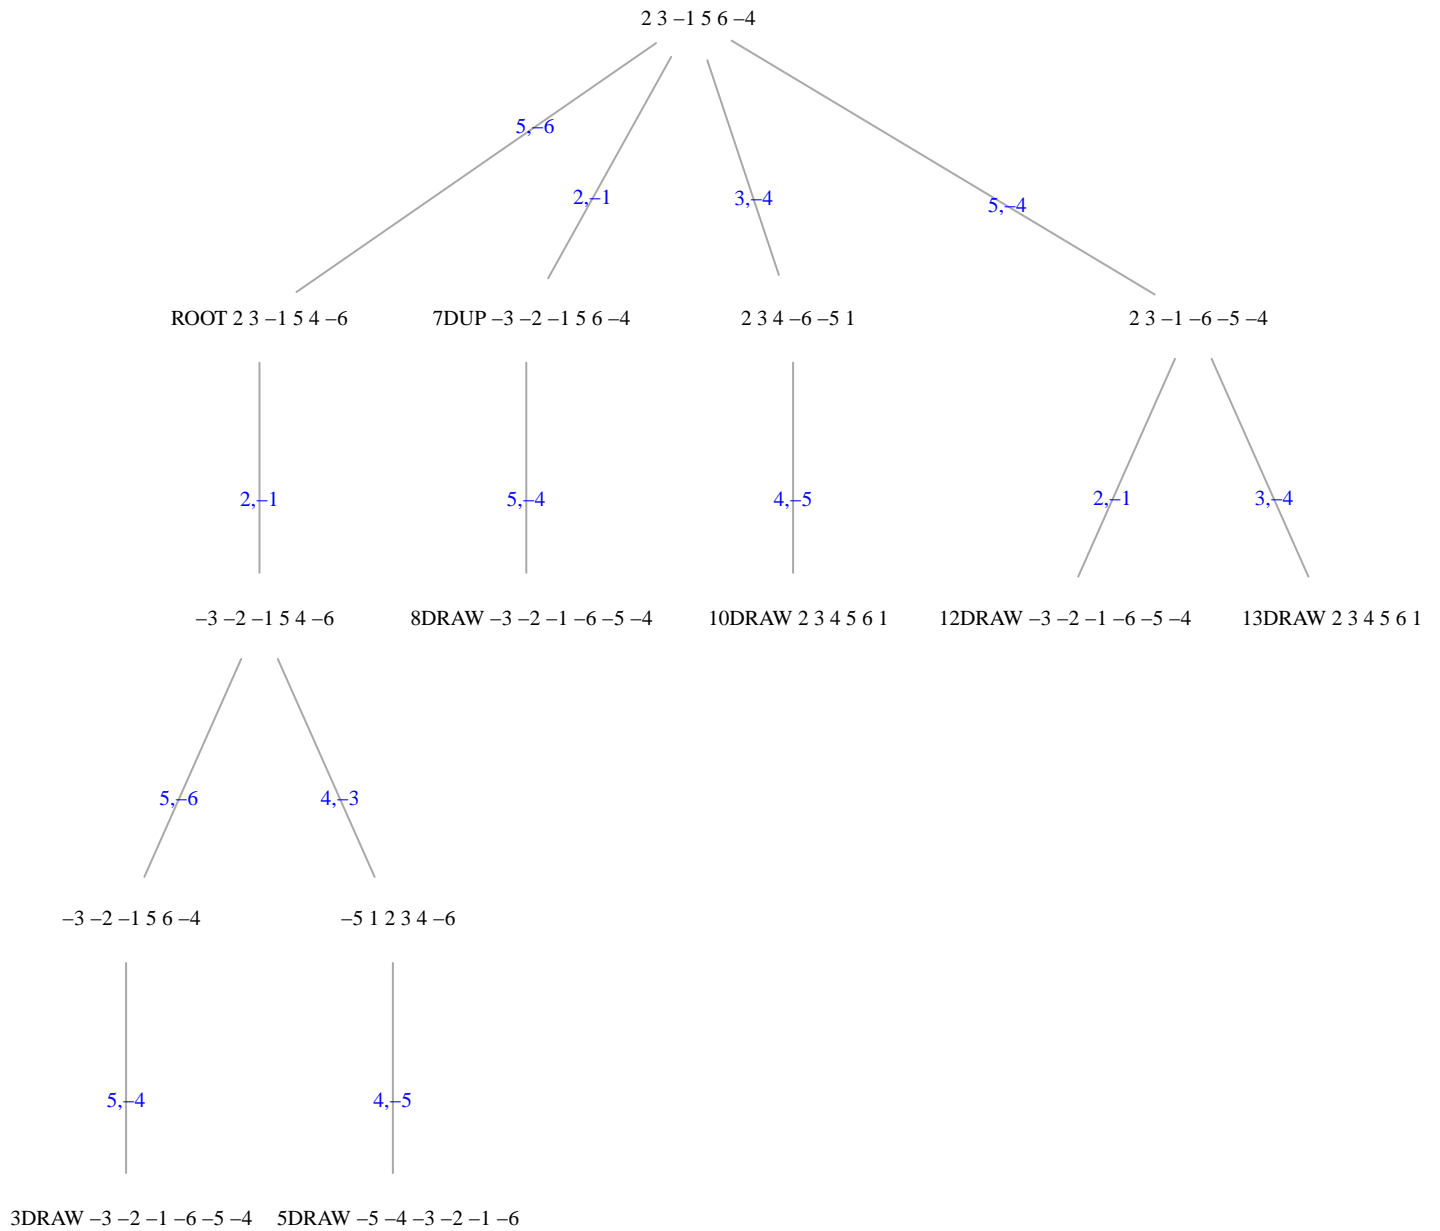 2 3 –1 5 6 –4
5,–6
2,–1
3,–4
5,–4
ROOT 2 3 –1 5 4 –6
7DUP –3 –2 –1 5 6 –4
2 3 4 –6 –5 1
2 3 –1 –6 –5 –4
2,–1
5,–4
4,–5
2,–1
3,–4
–3 –2 –1 5 4 –6
8DRAW –3 –2 –1 –6 –5 –4
10DRAW 2 3 4 5 6 1
12DRAW –3 –2 –1 –6 –5 –4
13DRAW 2 3 4 5 6 1
5,–6
4,–3
–3 –2 –1 5 6 –4
–5 1 2 3 4 –6
5,–4
4,–5
3DRAW –3 –2 –1 –6 –5 –4
5DRAW –5 –4 –3 –2 –1 –6